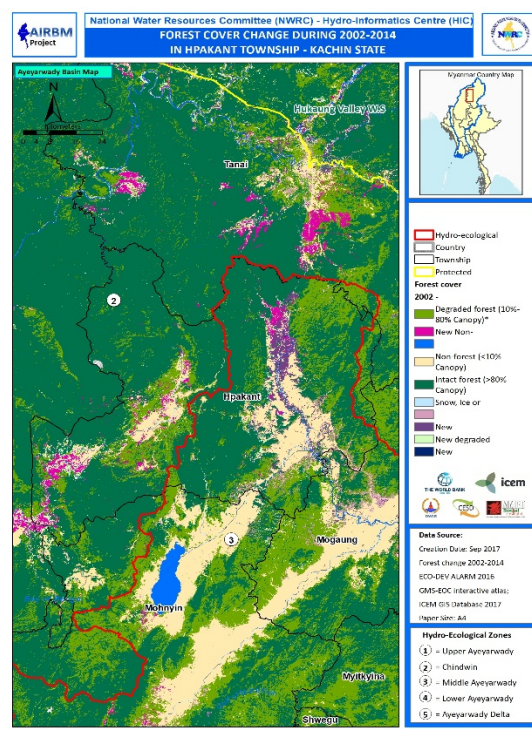 AIRBM
Project
National Water Resources Committee (NWRC) - Hydro-Informatics Centre (HIC)
FOREST COVER CHANGE DURING 2002-2014
IN HPAKANT TOWNSHIP - KACHIN STATE
NWRC
Ayeyarwady Basin Map
N
Kilometers
Hukaung Valley W.S
Tanai
2
Hpakant
3
Mogaung
Mohnyin
Myitkyina
Shwegu
Myanmar Country Map
Hydro-ecological
Country
Township
Protected
Forest cover
2002 -
Degraded forest (10%-
80% Canopy)*
New Non-
Non forest (<10%
Canopy)
Intact forest (>80%
Canopy)
Snow, Ice or
New
New degraded
New
THE WORLD BANK
icem
Data Source:
Creation Date: Sep 2017
Forest change 2002-2014
ECO-DEV ALARM 2016
GMS-EOC interactive atlas;
ICEM GIS Database 2017
Paper Size: A4
Hydro-Ecological Zones
1 = Upper Ayeyarwady
2 = Chindwin
3 = Middle Ayeyarwady
4 = Lower Ayeyarwady
5 = Ayeyarwady Delta